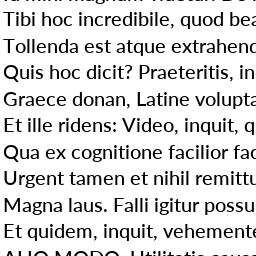 Tibi hoc incredibile, quod bea
Tollenda est atque extrahend
Quis hoc dicit? Praeteritis, in
Graece donan, Latine volupta
Et ille ridens: Video, inquit, q
Qua ex cognitione facilior fac
Urgent tamen et nihil remittu
Magna laus. Falli igitur possu
Et quidem, inquit, vehemente